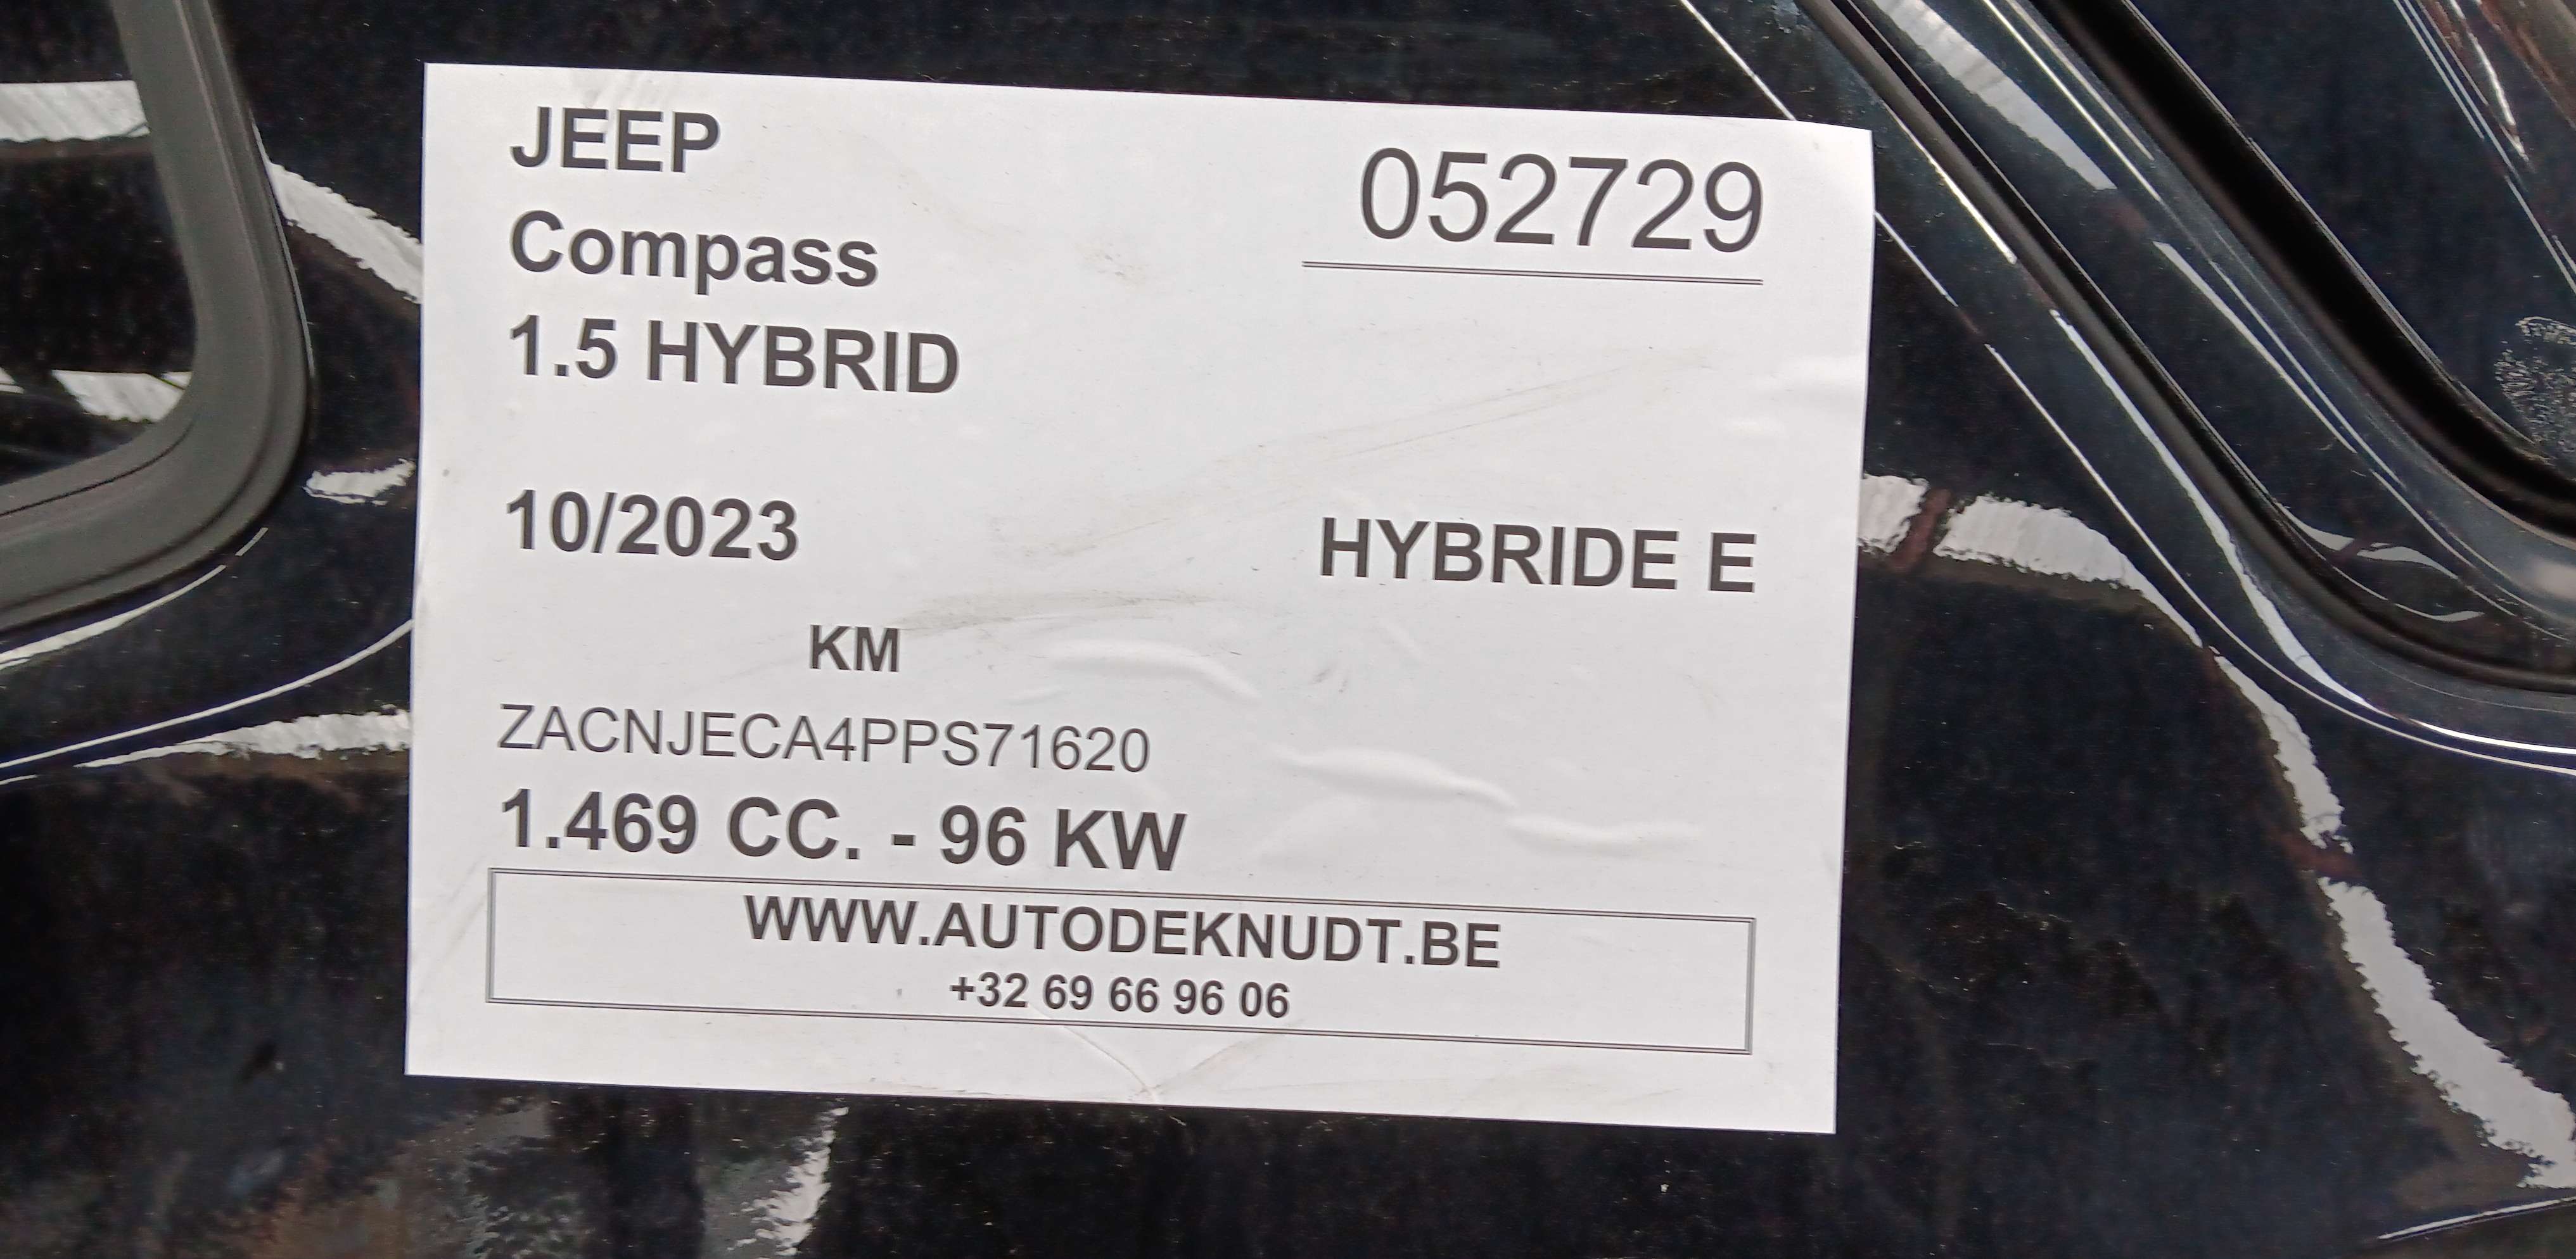 JEEP
052729
Compass
1.5 HYBRID
10/2023
HYBRIDE E
KM
ZACNJECA4PPS71620
1.469 CC. - 96 KW
WWW.AUTODEKNUDT.BE
+32 69 66 96 06